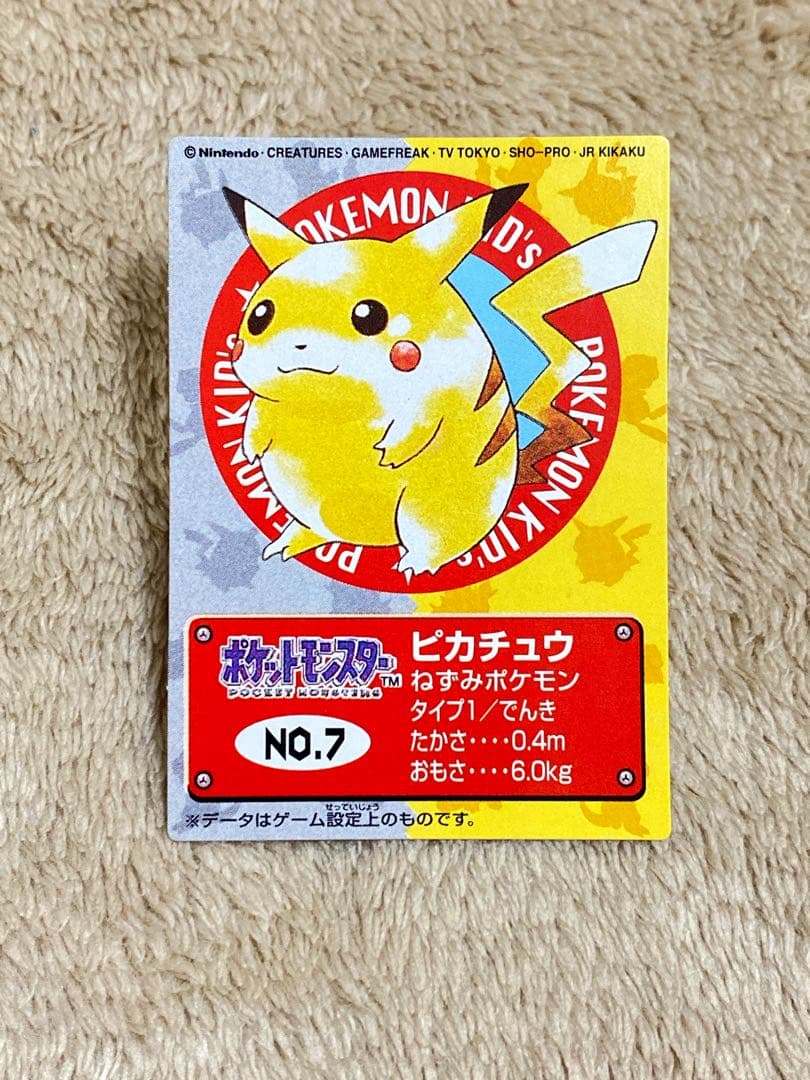 ©Nintendo・CREATURES・GAMEFREAK・TV TOKYO・SHO-PRO・JR KIKAKU
POKEMON KID's
POKEMON KID's
POKEMON KID's
ポケットモンスター™
POCKET MONSTERS
NO.7
ピカチュウ
ねずみポケモン
タイプ1/でんき
たかさ‥‥0.4m
おもさ‥‥6.0kg
せっていじょう
※データはゲーム設定上のものです。